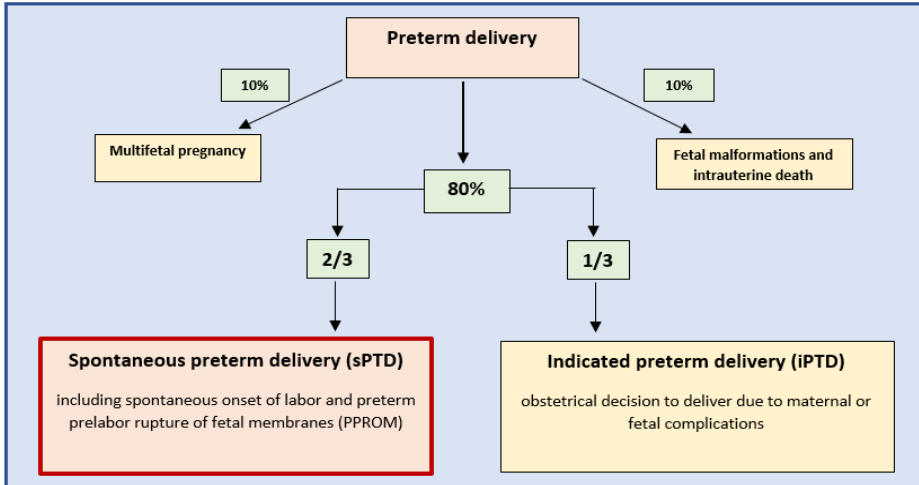 Preterm delivery
10%
10%
Multifetal pregnancy
Fetal malformations and
intrauterine death
80%
2/3
1/3
Spontaneous preterm delivery (sPTD)
including spontaneous onset of labor and preterm
prelabor rupture of fetal membranes (PPROM)
Indicated preterm delivery (iPTD)
obstetrical decision to deliver due to maternal or
fetal complications